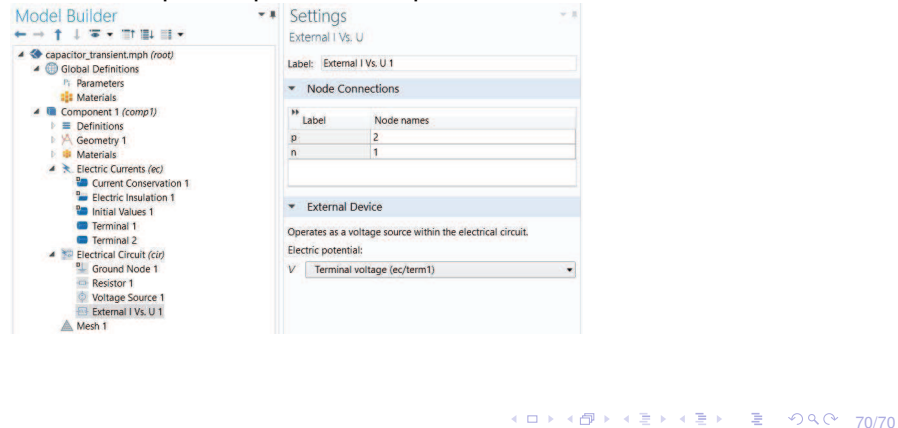 Model Builder
capacitor_transient.mph (root)
Global Definitions
Parameters
Materials
Component 1 (comp1)
Definitions
Geometry 1
Materials
Electric Currents (ec)
Current Conservation 1
Electric Insulation 1
Initial Values 1
Terminal 1
Terminal 2
Electrical Circuit (cir)
Ground Node 1
Resistor 1
Voltage Source 1
External I Vs. U 1
Mesh 1
Settings
External I Vs. U
Label: External I Vs. U 1
Node Connections
Label Node names
p 2
n 1
External Device
Operates as a voltage source within the electrical circuit.
Electric potential:
V Terminal voltage (ec/term1)
70/70